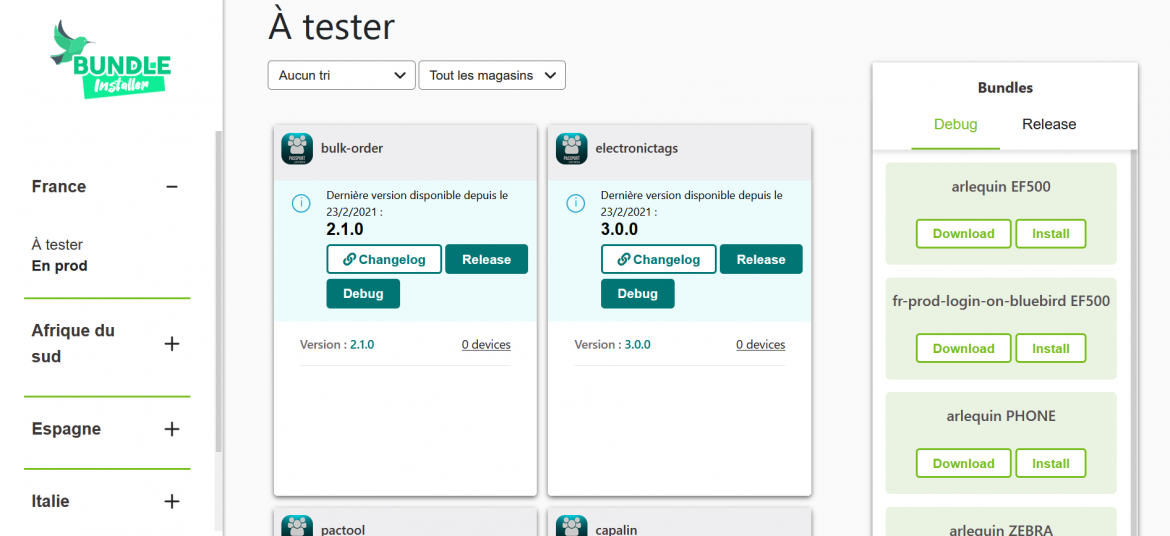 BUNDLE
Installer
France
À tester
En prod
Afrique du
sud
Espagne
Italie
À tester
Aucun tri
Tout les magasins
PASSPORT
bulk-order
Dernière version disponible depuis le
23/2/2021 :
2.1.0
Changelog
Release
Debug
Version : 2.1.0
0 devices
PASSPORT
electronictags
Dernière version disponible depuis le
23/2/2021 :
3.0.0
Changelog
Release
Debug
Version : 3.0.0
0 devices
pactool
capalin
Bundles
Debug
Release
arlequin EF500
Download
Install
fr-prod-login-on-bluebird EF500
Download
Install
arlequin PHONE
Download
Install
arlequin ZEBRA